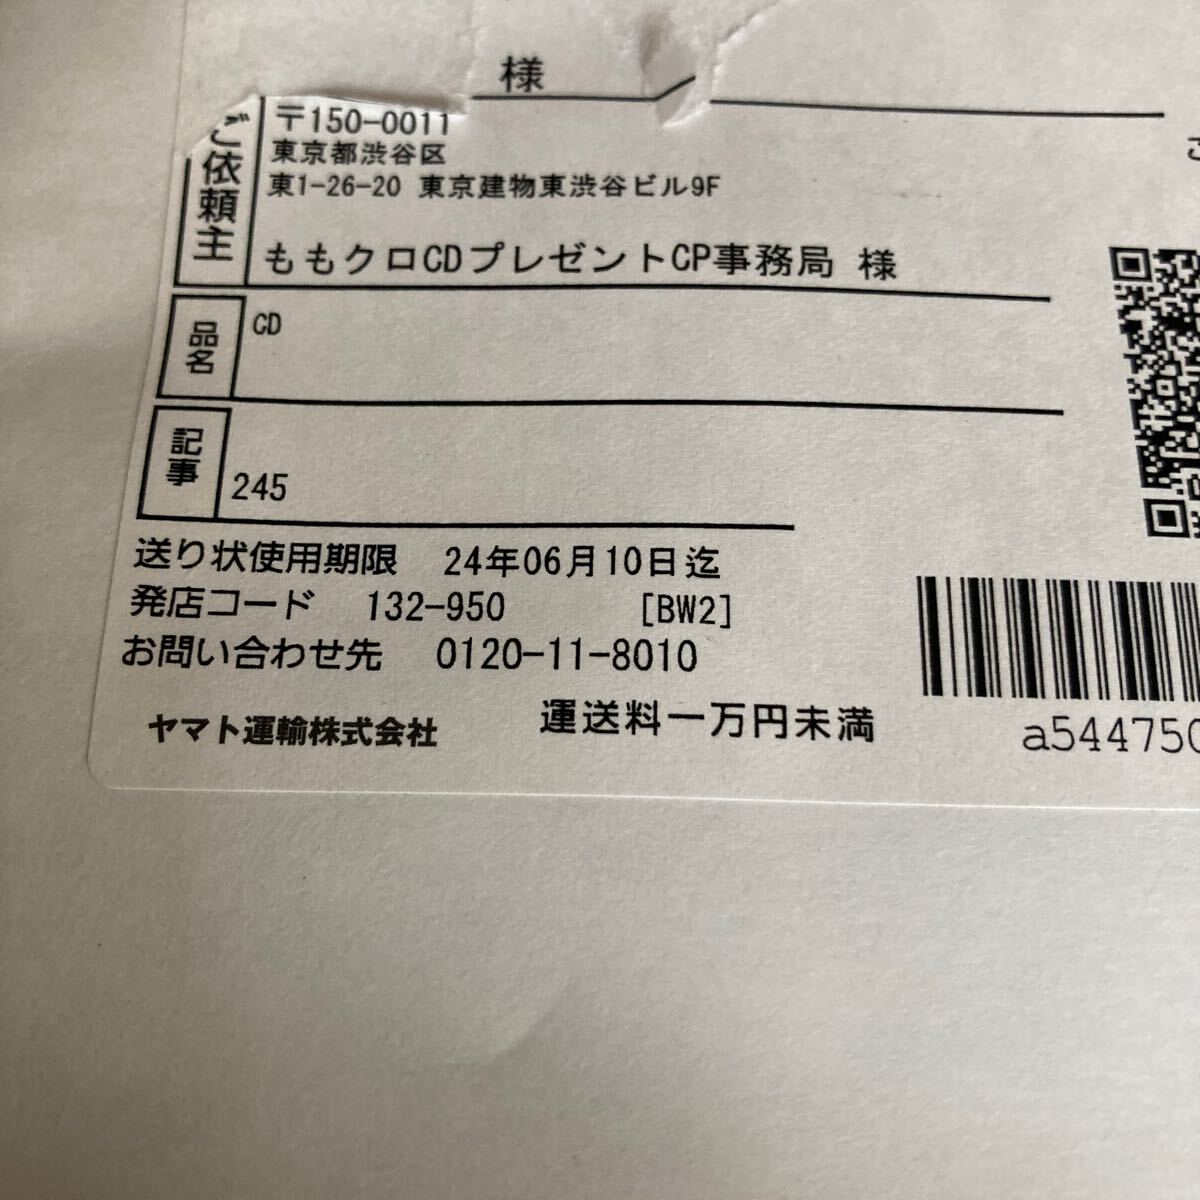 様
ご依頼主
〒150-0011
東京都渋谷区
東1-26-20 東京建物東渋谷ビル9F
ももクロCDプレゼントCP事務局 様
品名
CD
記事
245
送り状使用期限 24年06月10日迄
発店コード 132-950 [BW2]
お問い合わせ先 0120-11-8010
ヤマト運輸株式会社
運送料一万円未満
a544750